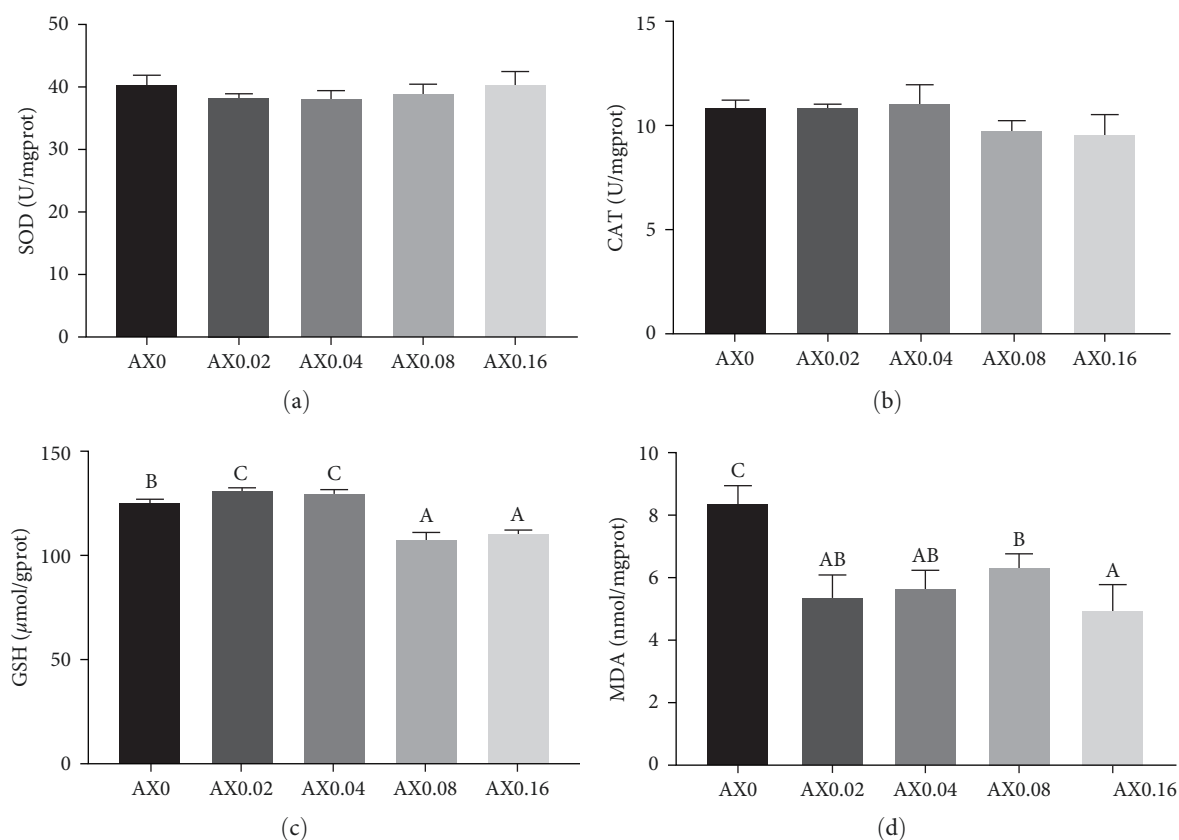 50
40
30
20
10
0
SOD (U/mgprot)
AX0 AX0.02 AX0.04 AX0.08 AX0.16
(a)
15
10
5
0
CAT (U/mgprot)
AX0 AX0.02 AX0.04 AX0.08 AX0.16
(b)
150
100
50
0
GSH (μmol/gprot)
B C C A A
AX0 AX0.02 AX0.04 AX0.08 AX0.16
(c)
10
8
6
4
2
0
MDA (nmol/mgprot)
C AB AB B A
AX0 AX0.02 AX0.04 AX0.08 AX0.16
(d)